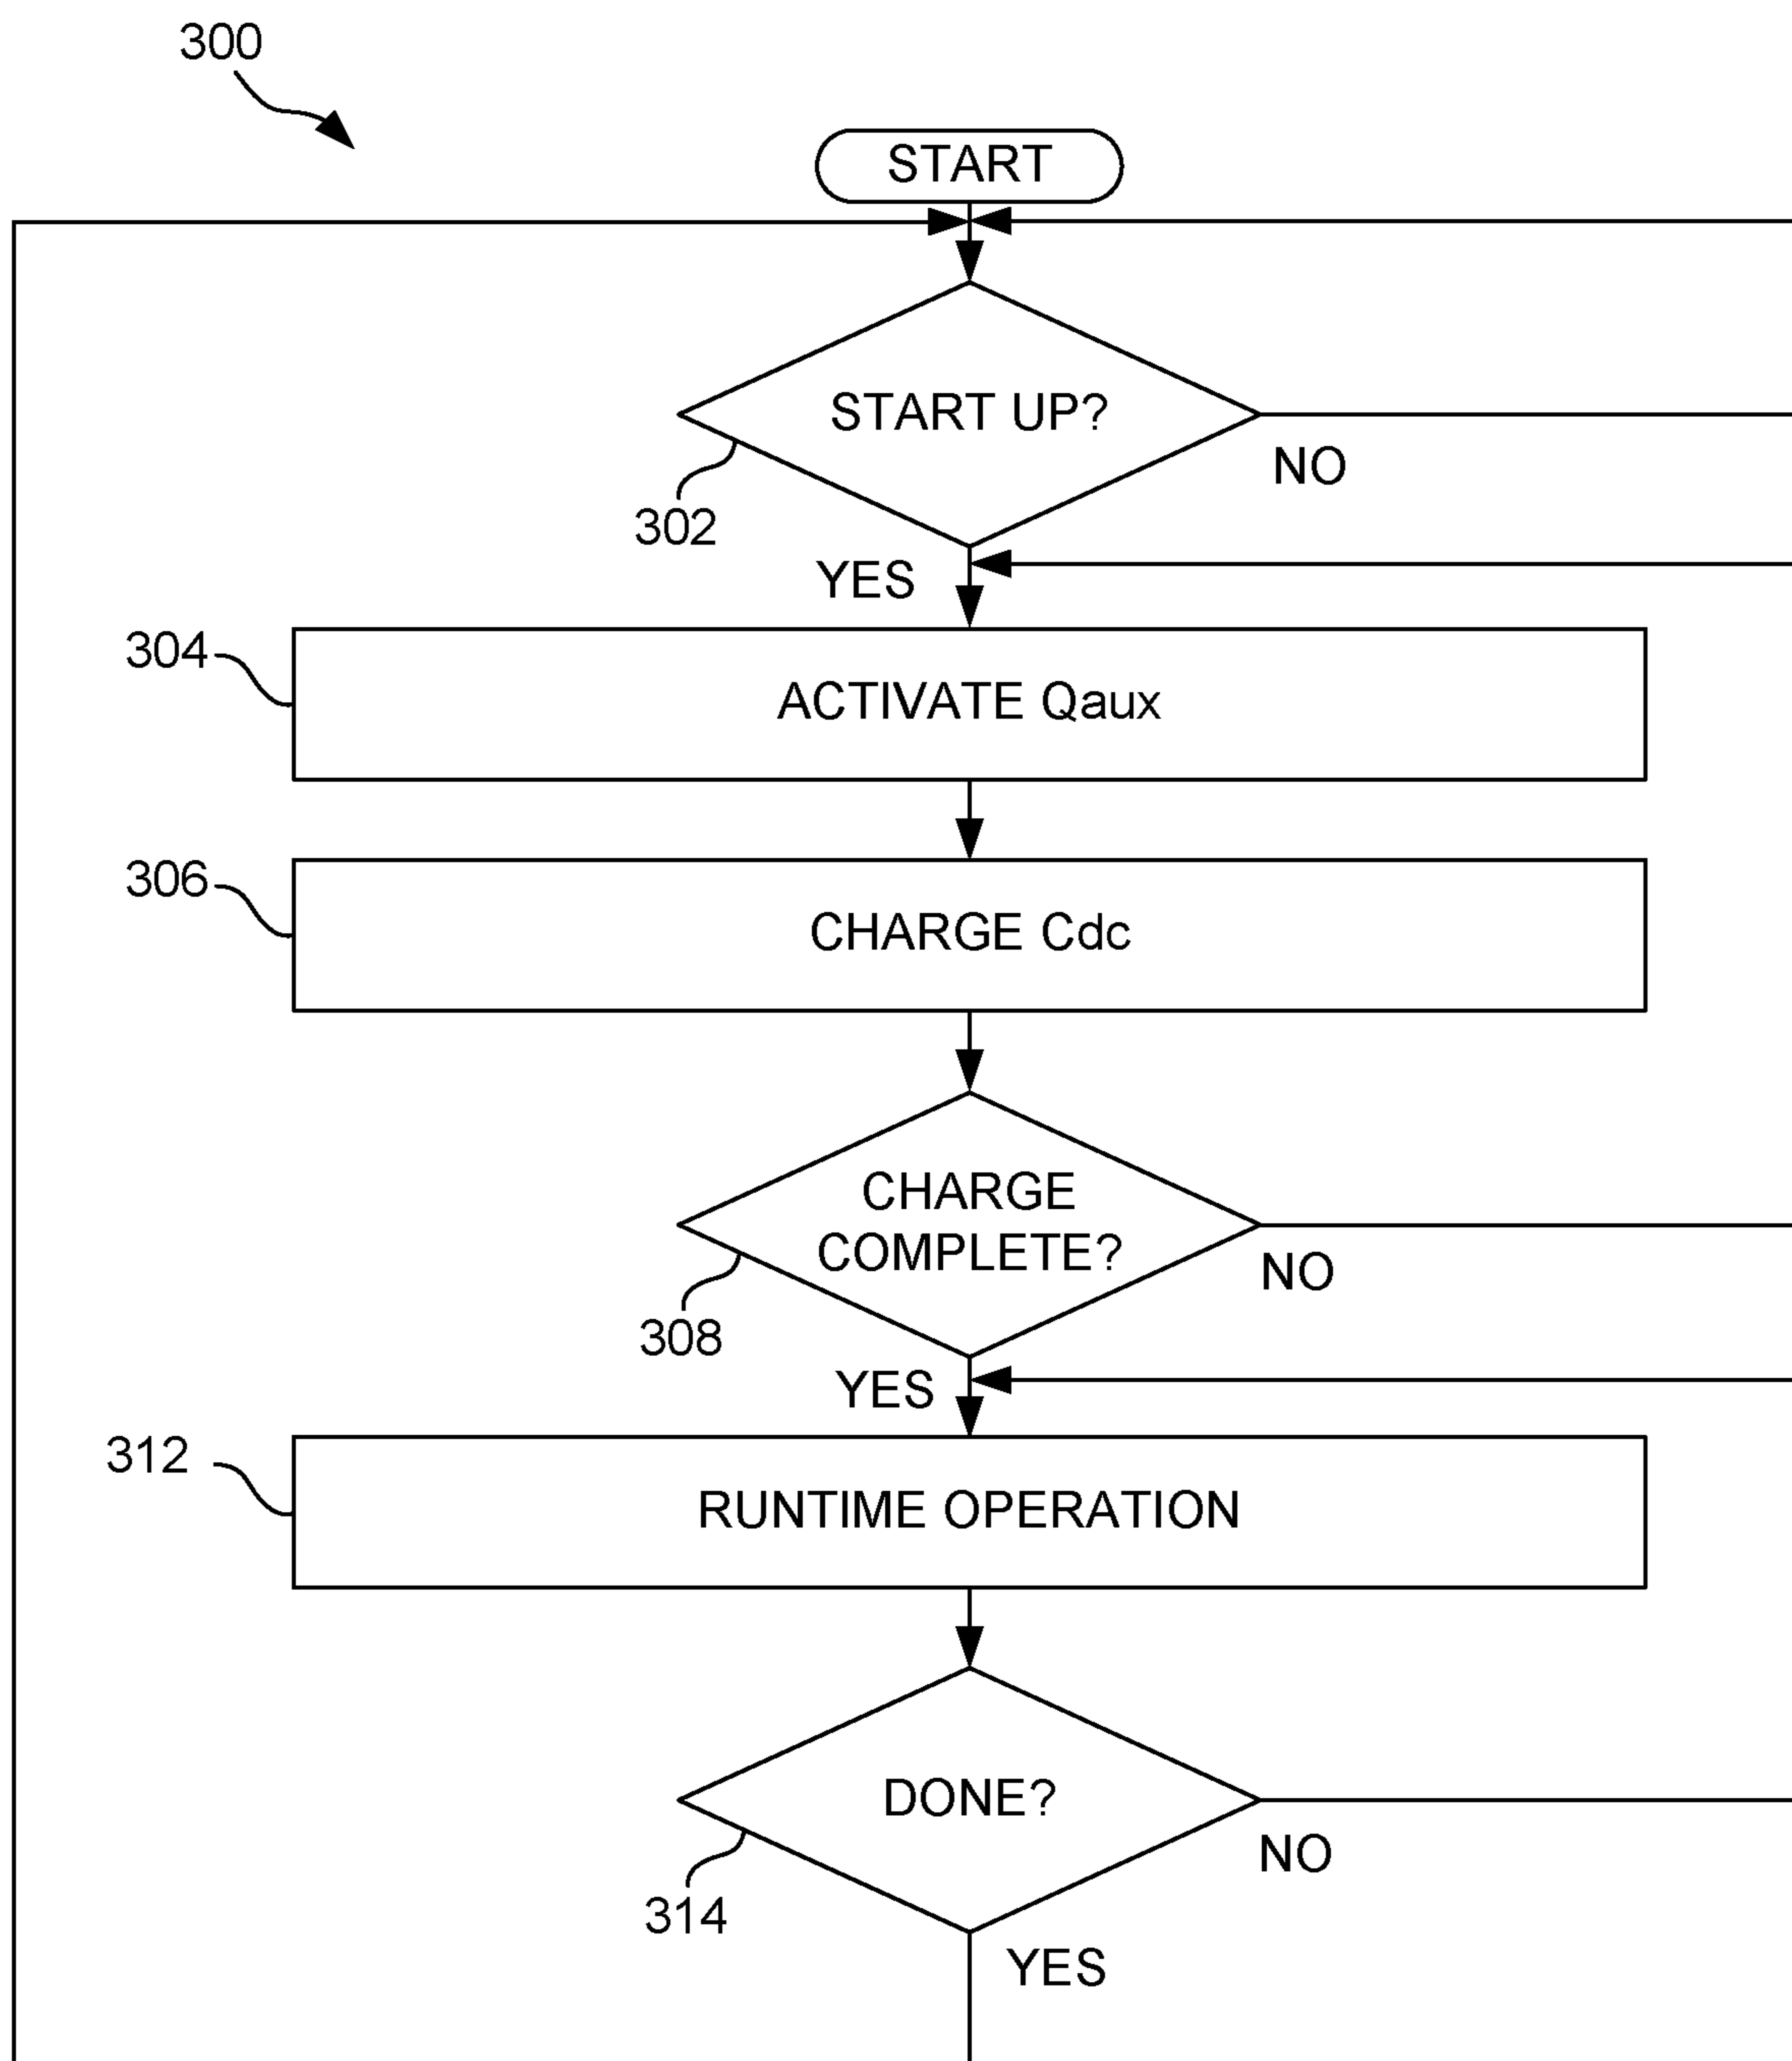 300
START
START UP?
NO
302
YES
304
ACTIVATE Qaux
306
CHARGE Cdc
CHARGE
COMPLETE?
NO
308
YES
312
RUNTIME OPERATION
DONE?
NO
314
YES